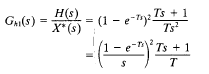 G_{h1}(s) = \frac{H(s)}{X^*(s)} = (1 - e^{-Ts})^2 \frac{Ts + 1}{Ts^2}
= \left(\frac{1 - e^{-Ts}}{s}\right)^2 \frac{Ts + 1}{T}